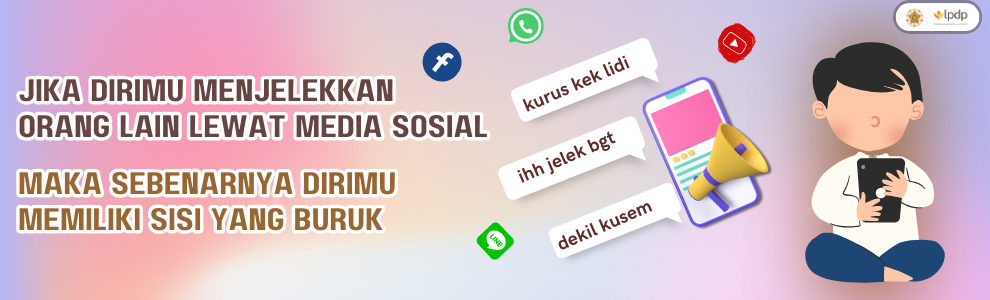 JIKA DIRIMU MENJELEKKAN
ORANG LAIN LEWAT MEDIA SOSIAL
MAKA SEBENARNYA DIRIMU
MEMILIKI SISI YANG BURUK
kurus kek lidi
ihh jelek bgt
dekil kusem
LINE
lpdp